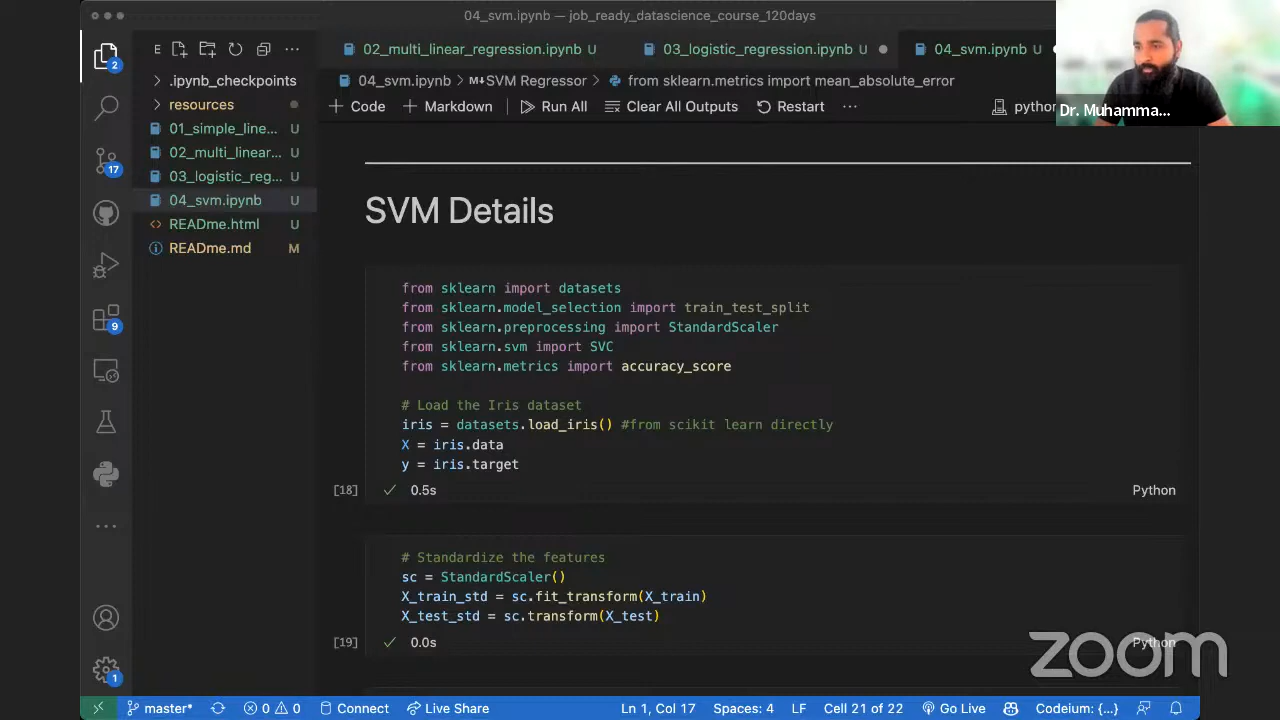 04_svm.ipynb — job_ready_datascience_course_120days
E
02_multi_linear_regression.ipynb U
03_logistic_regression.ipynb U
04_svm.ipynb U
.ipynb_checkpoints
04_svm.ipynb > M↓SVM Regressor > from sklearn.metrics import mean_absolute_error
resources
Code
Markdown
Run All
Clear All Outputs
Restart
pythor
Dr. Muhamma...
01_simple_line... U
02_multi_linear... U
03_logistic_reg... U
04_svm.ipynb U
READme.html U
READme.md M
2
17
9
1
SVM Details
from sklearn import datasets
from sklearn.model_selection import train_test_split
from sklearn.preprocessing import StandardScaler
from sklearn.svm import SVC
from sklearn.metrics import accuracy_score
# Load the Iris dataset
iris = datasets.load_iris() #from scikit learn directly
X = iris.data
y = iris.target
[18] 0.5s Python
# Standardize the features
sc = StandardScaler()
X_train_std = sc.fit_transform(X_train)
X_test_std = sc.transform(X_test)
[19] 0.0s Python
zoom
master* 0 0 Connect Live Share Ln 1, Col 17 Spaces: 4 LF Cell 21 of 22 Go Live Codeium: {...}